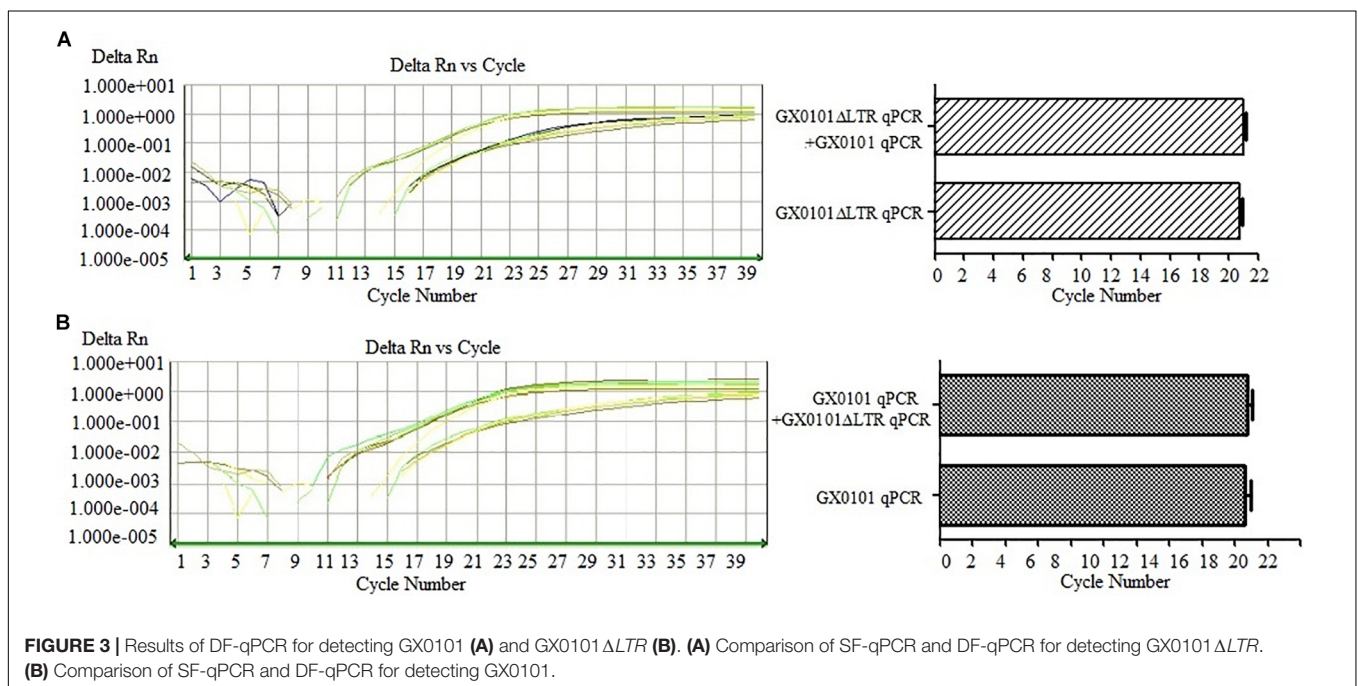 A
Delta Rn
Delta Rn vs Cycle
1.000e+001
1.000e+000
1.000e-001
1.000e-002
1.000e-003
1.000e-004
1.000e-005
1 3 5 7 9 11 13 15 17 19 21 23 25 27 29 31 33 35 37 39
Cycle Number
GX0101ΔLTR qPCR
+GX0101 qPCR
GX0101ΔLTR qPCR
0 2 4 6 8 10 12 14 16 18 20 22
Cycle Number
B
Delta Rn
Delta Rn vs Cycle
1.000e+001
1.000e+000
1.000e-001
1.000e-002
1.000e-003
1.000e-004
1.000e-005
1 3 5 7 9 11 13 15 17 19 21 23 25 27 29 31 33 35 37 39
Cycle Number
GX0101 qPCR
+GX0101ΔLTR qPCR
GX0101 qPCR
0 2 4 6 8 10 12 14 16 18 20 22
Cycle Number
FIGURE 3 | Results of DF-qPCR for detecting GX0101 (A) and GX0101ΔLTR (B). (A) Comparison of SF-qPCR and DF-qPCR for detecting GX0101ΔLTR.
(B) Comparison of SF-qPCR and DF-qPCR for detecting GX0101.